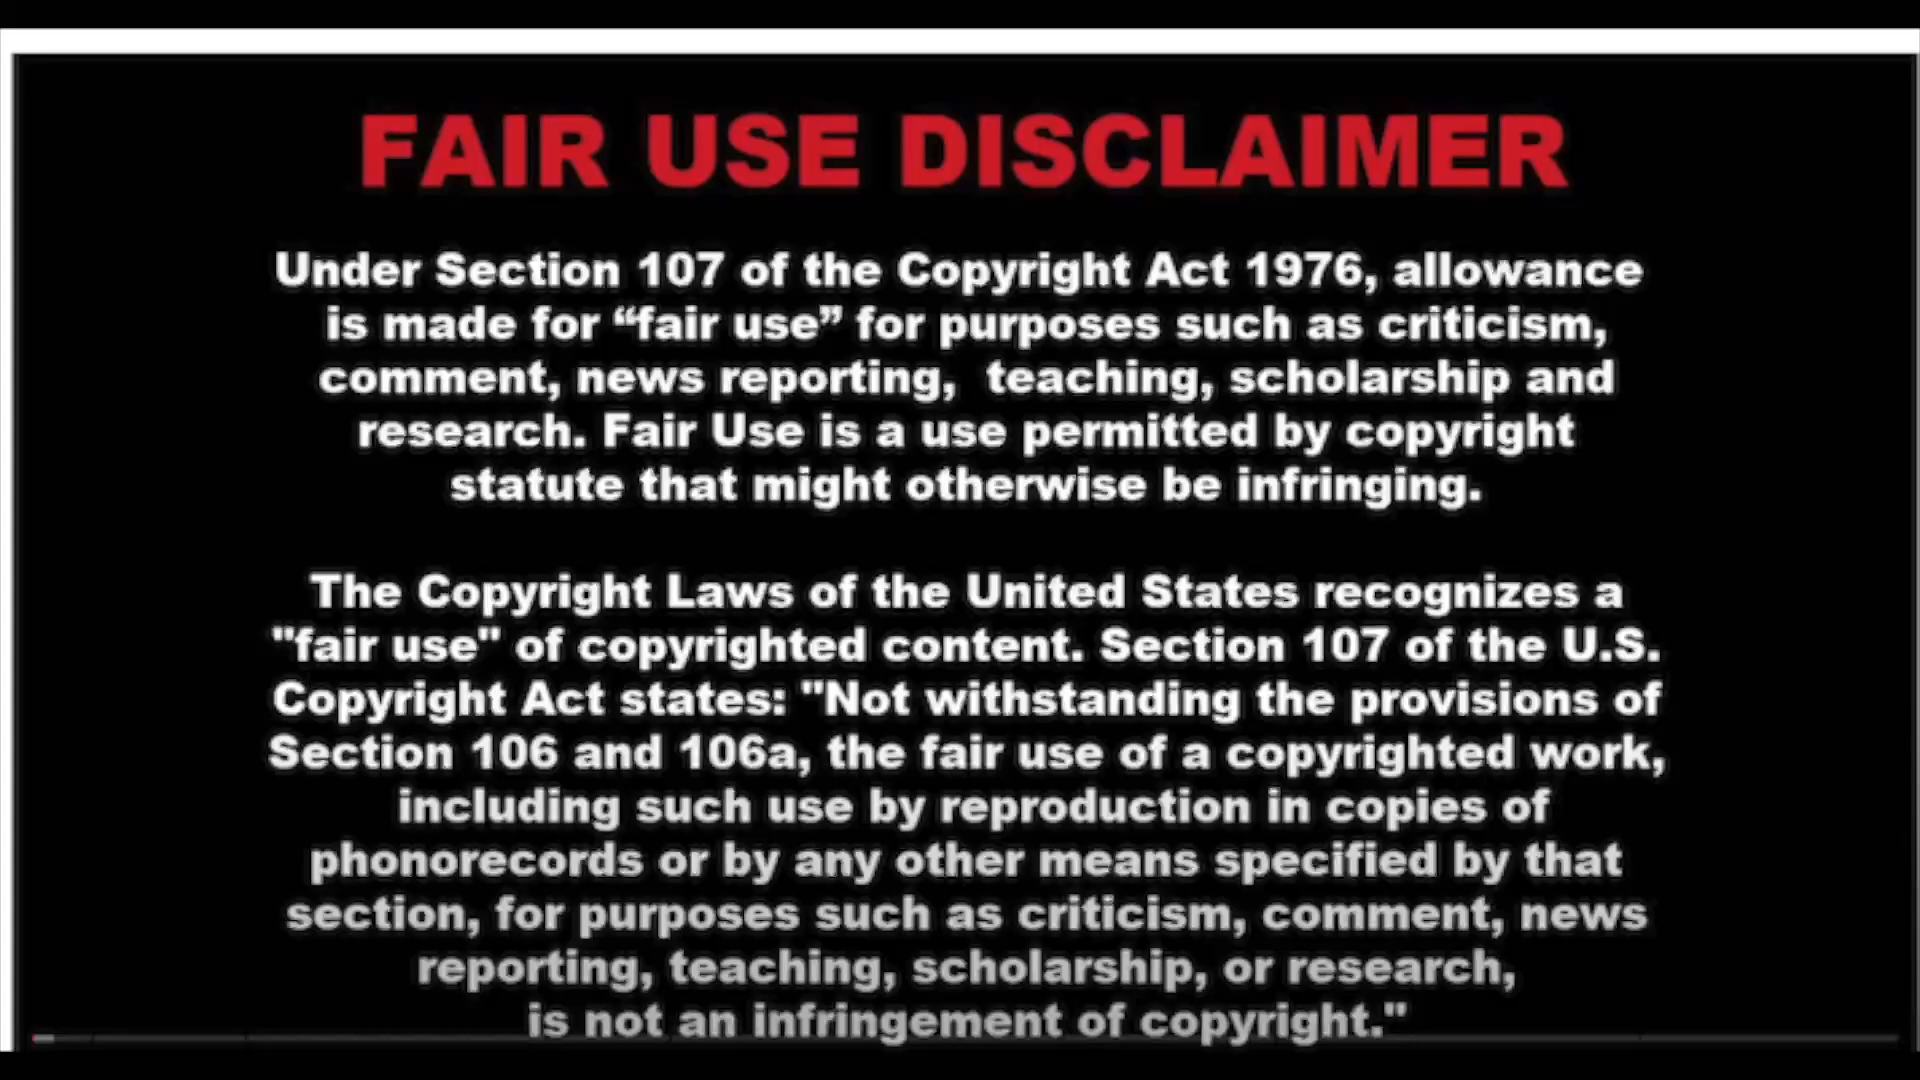 FAIR USE DISCLAIMER
Under Section 107 of the Copyright Act 1976, allowance
is made for “fair use” for purposes such as criticism,
comment, news reporting,  teaching, scholarship and
research. Fair Use is a use permitted by copyright
statute that might otherwise be infringing.
The Copyright Laws of the United States recognizes a
"fair use" of copyrighted content. Section 107 of the U.S.
Copyright Act states: "Not withstanding the provisions of
Section 106 and 106a, the fair use of a copyrighted work,
including such use by reproduction in copies of
phonorecords or by any other means specified by that
section, for purposes such as criticism, comment, news
reporting, teaching, scholarship, or research,
is not an infringement of copyright."